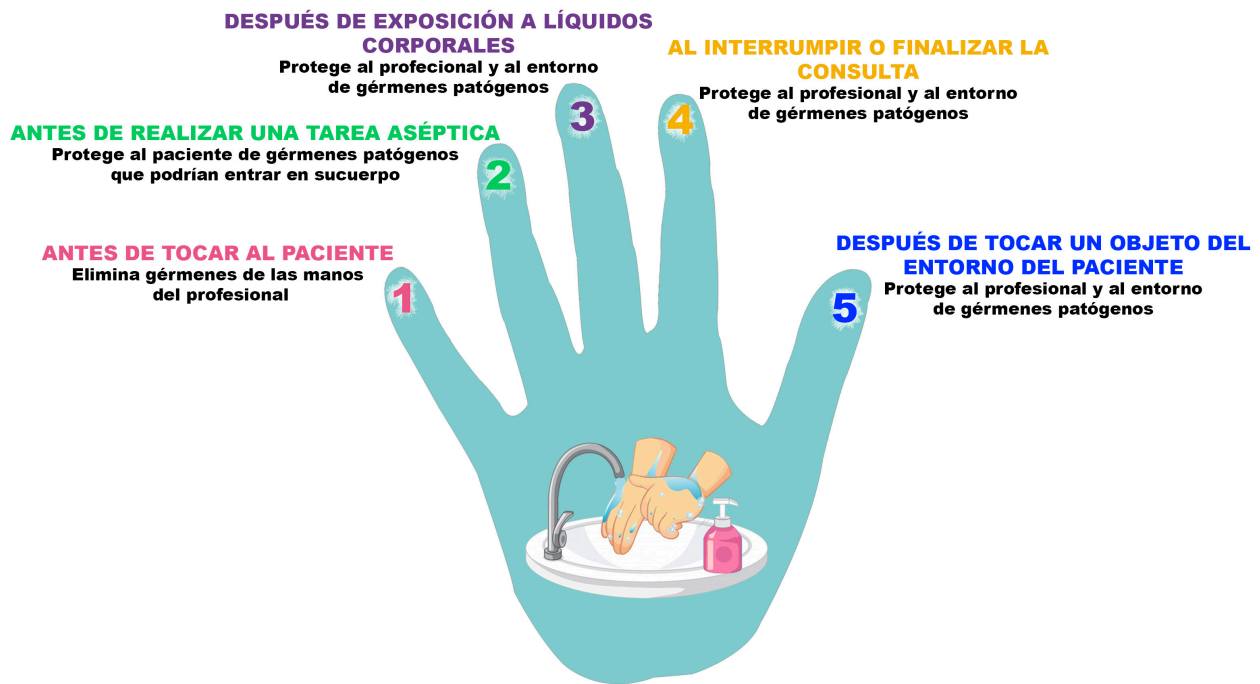 DESPUÉS DE EXPOSICIÓN A LÍQUIDOS
CORPORALES
Protege al profecional y al entorno
de gérmenes patógenos
3
AL INTERRUMPIR O FINALIZAR LA
CONSULTA
Protege al profesional y al entorno
de gérmenes patógenos
4
ANTES DE REALIZAR UNA TAREA ASÉPTICA
Protege al paciente de gérmenes patógenos
que podrían entrar en sucuerpo
2
ANTES DE TOCAR AL PACIENTE
Elimina gérmenes de las manos
del profesional
1
DESPUÉS DE TOCAR UN OBJETO DEL
ENTORNO DEL PACIENTE
Protege al profesional y al entorno
de gérmenes patógenos
5